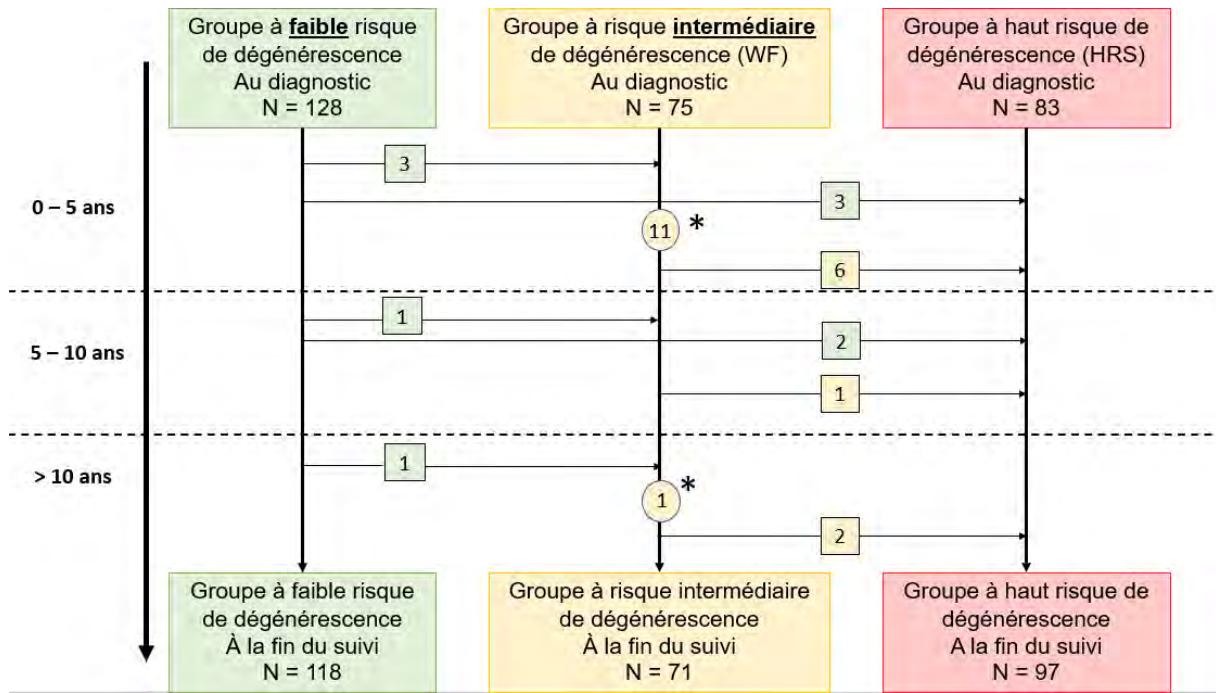 Groupe à faible risque
de dégénérescence
Au diagnostic
N = 128
Groupe à risque intermédiaire
de dégénérescence (WF)
Au diagnostic
N = 75
Groupe à haut risque de
dégénérescence (HRS)
Au diagnostic
N = 83
0 – 5 ans
3
3
11 *
6
5 – 10 ans
1
2
1
> 10 ans
1
1 *
2
Groupe à faible risque
de dégénérescence
À la fin du suivi
N = 118
Groupe à risque intermédiaire
de dégénérescence
À la fin du suivi
N = 71
Groupe à haut risque de
dégénérescence
A la fin du suivi
N = 97